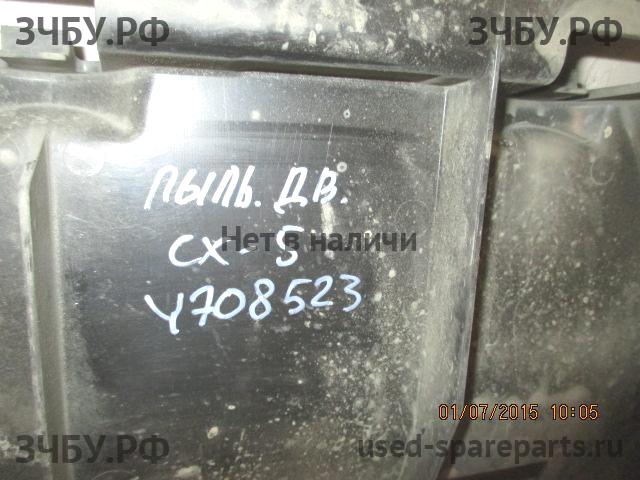 ЗЧБУ.РФ ЗЧБУ.РФ
ПЫЛЬ. ДВ.
Нет в наличи
CX-5
У708523
01/07/2015 10:05
ЗЧБУ.РФ used-spareparts.ru